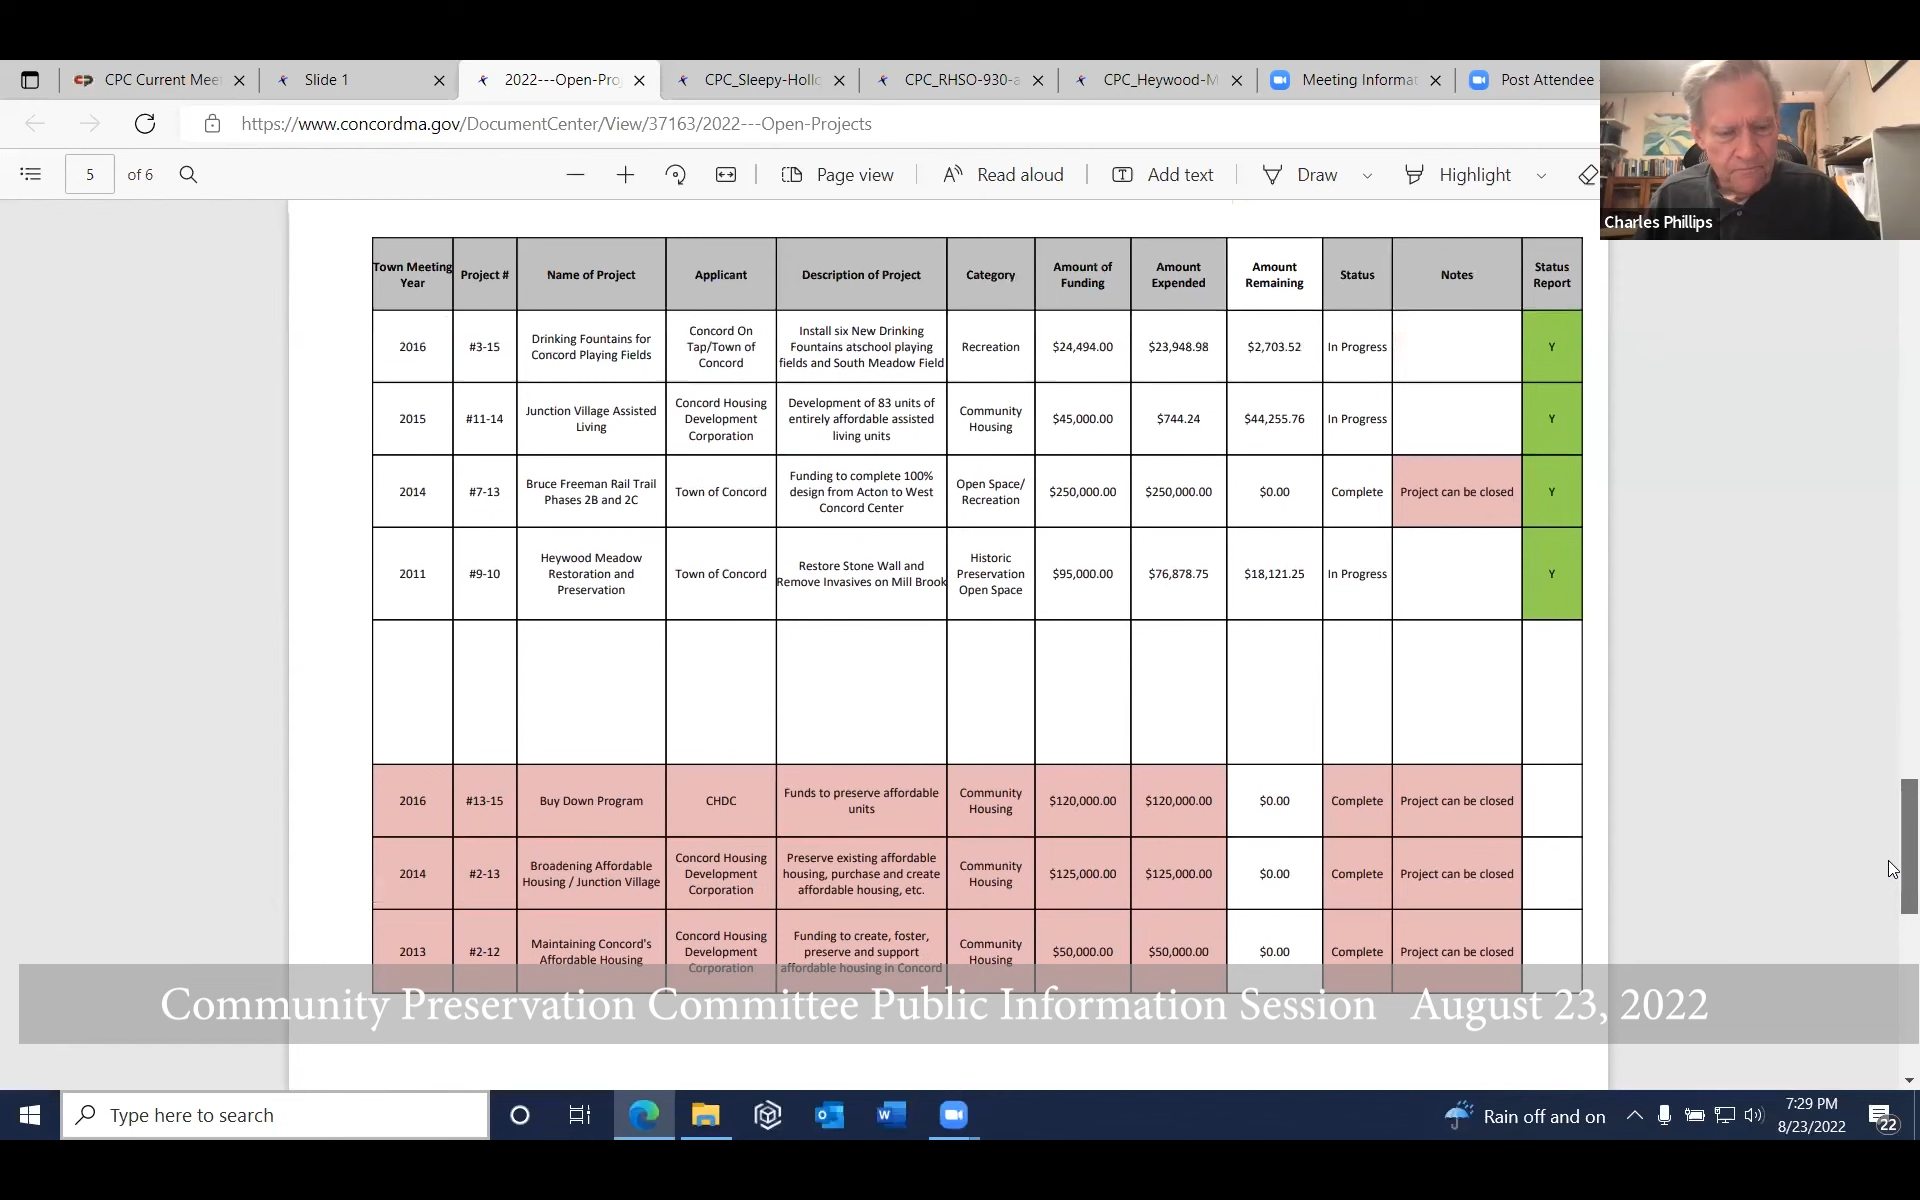 CPC Current Mee
Slide 1
2022---Open-Pro
CPC_Sleepy-Hollo
CPC_RHSO-930-a
CPC_Heywood-M
Meeting Informat
Post Attendee
https://www.concordma.gov/DocumentCenter/View/37163/2022---Open-Projects
5 of 6
Page view
Read aloud
Add text
Draw
Highlight
Charles Phillips
Town Meeting Year Project # Name of Project Applicant Description of Project Category Amount of Funding Amount Expended Amount Remaining Status Notes Status Report
2016 #3-15 Drinking Fountains for Concord Playing Fields Concord On Tap/Town of Concord Install six New Drinking Fountains atschool playing fields and South Meadow Field Recreation $24,494.00 $23,948.98 $2,703.52 In Progress Y
2015 #11-14 Junction Village Assisted Living Concord Housing Development Corporation Development of 83 units of entirely affordable assisted living units Community Housing $45,000.00 $744.24 $44,255.76 In Progress Y
2014 #7-13 Bruce Freeman Rail Trail Phases 2B and 2C Town of Concord Funding to complete 100% design from Acton to West Concord Center Open Space/ Recreation $250,000.00 $250,000.00 $0.00 Complete Project can be closed Y
2011 #9-10 Heywood Meadow Restoration and Preservation Town of Concord Restore Stone Wall and Remove Invasives on Mill Brook Historic Preservation Open Space $95,000.00 $76,878.75 $18,121.25 In Progress Y
2016 #13-15 Buy Down Program CHDC Funds to preserve affordable units Community Housing $120,000.00 $120,000.00 $0.00 Complete Project can be closed
2014 #2-13 Broadening Affordable Housing / Junction Village Concord Housing Development Corporation Preserve existing affordable housing, purchase and create affordable housing, etc. Community Housing $125,000.00 $125,000.00 $0.00 Complete Project can be closed
2013 #2-12 Maintaining Concord's Affordable Housing Concord Housing Development Corporation Funding to create, foster, preserve and support affordable housing in Concord Community Housing $50,000.00 $50,000.00 $0.00 Complete Project can be closed
Community Preservation Committee Public Information Session August 23, 2022
Type here to search
Rain off and on
7:29 PM
8/23/2022
22